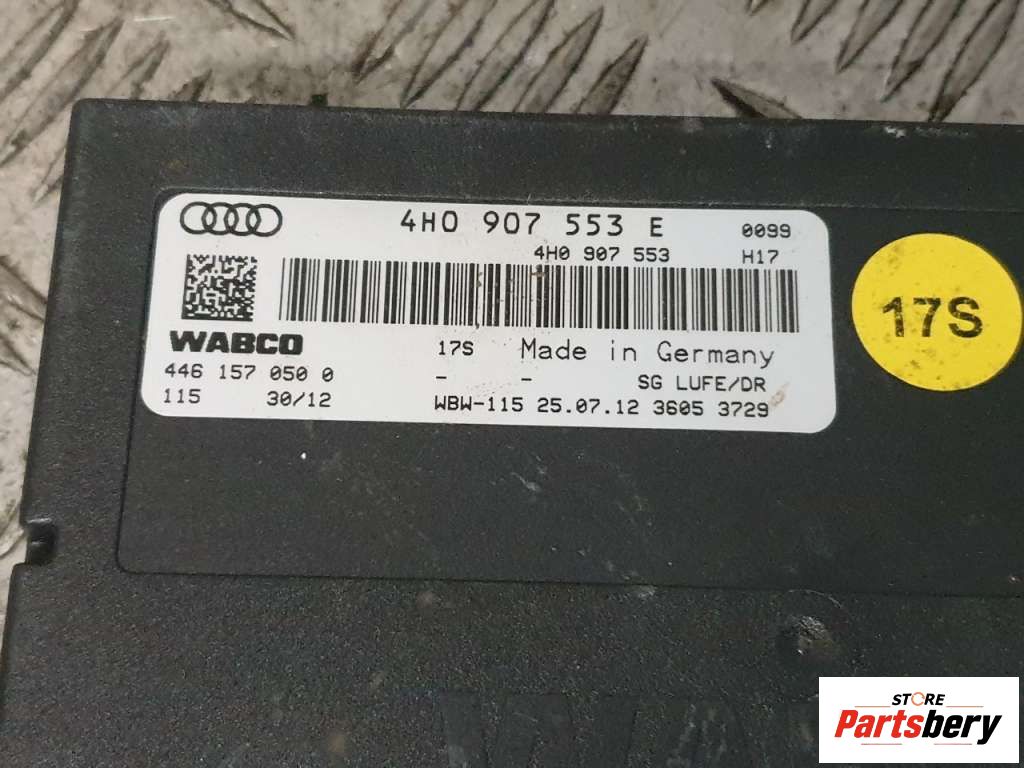 4H0 907 553 E 0099
4H0 907 553 H17
WABCO 17S Made in Germany
446 157 050 0 - - SG LUFE/DR
115 30/12 WBW-115 25.07.12 3605 3729
17S
STORE
Partsbery